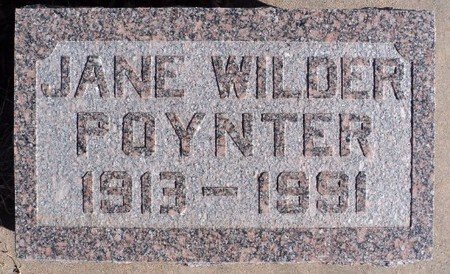 JANE WILDER
POYNTER
1913 – 1991